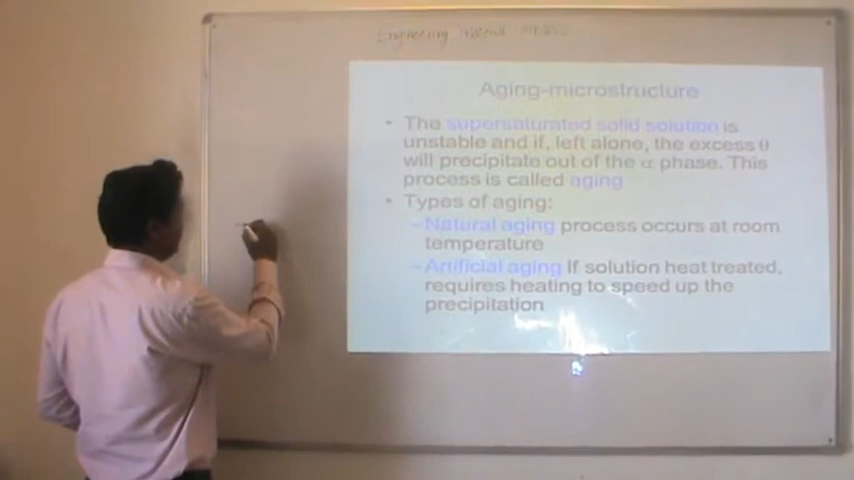 Engineering
Aging-microstructure
• The supersaturated solid solution is
unstable and if, left alone, the excess θ
will precipitate out of the α phase. This
process is called aging
• Types of aging:
–Natural aging process occurs at room
temperature
–Artificial aging If solution heat treated,
requires heating to speed up the
precipitation